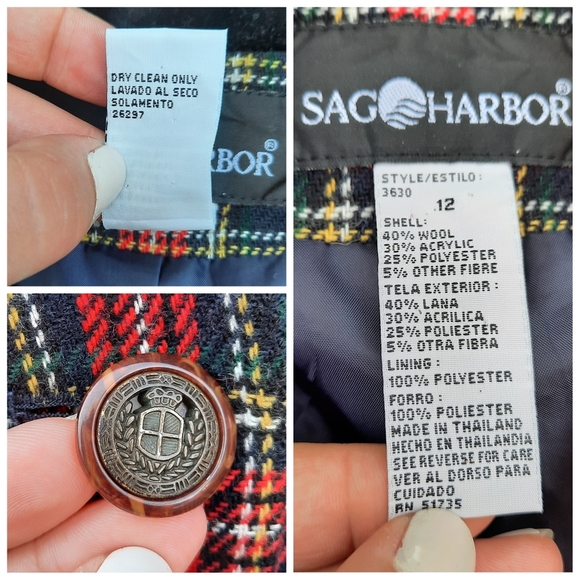 DRY CLEAN ONLY
LAVADO AL SECO
SOLAMENTO
26297
RBOR®
SAG HARBOR®
STYLE/ESTILO :
3630
12
SHELL:
40% WOOL
30% ACRYLIC
25% POLYESTER
5% OTHER FIBRE
TELA EXTERIOR :
40% LANA
30% ACRILICA
25% POLIESTER
5% OTRA FIBRA
LINING :
100% POLYESTER
FORRO :
100% POLIESTER
MADE IN THAILAND
HECHO EN THAILANDIA
SEE REVERSE FOR CARE
VER AL DORSO PARA
CUIDADO
RN 51735